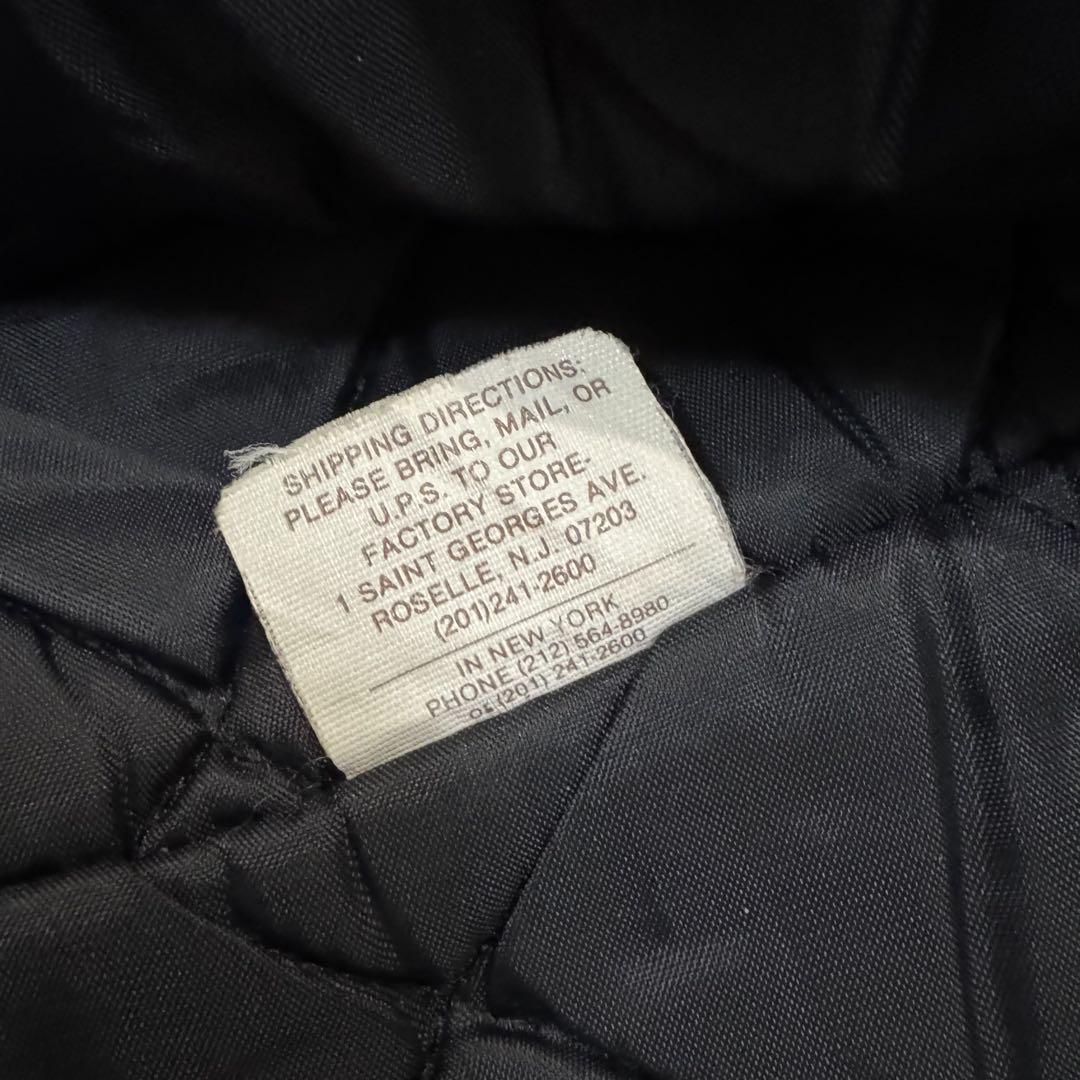 SHIPPING DIRECTIONS:
PLEASE BRING, MAIL, OR
U.P.S. TO OUR
FACTORY STORE-
1 SAINT GEORGES AVE.
ROSELLE, N.J. 07203
(201)241-2600
IN NEW YORK
PHONE (212) 564-8980
or (201) 241-2600